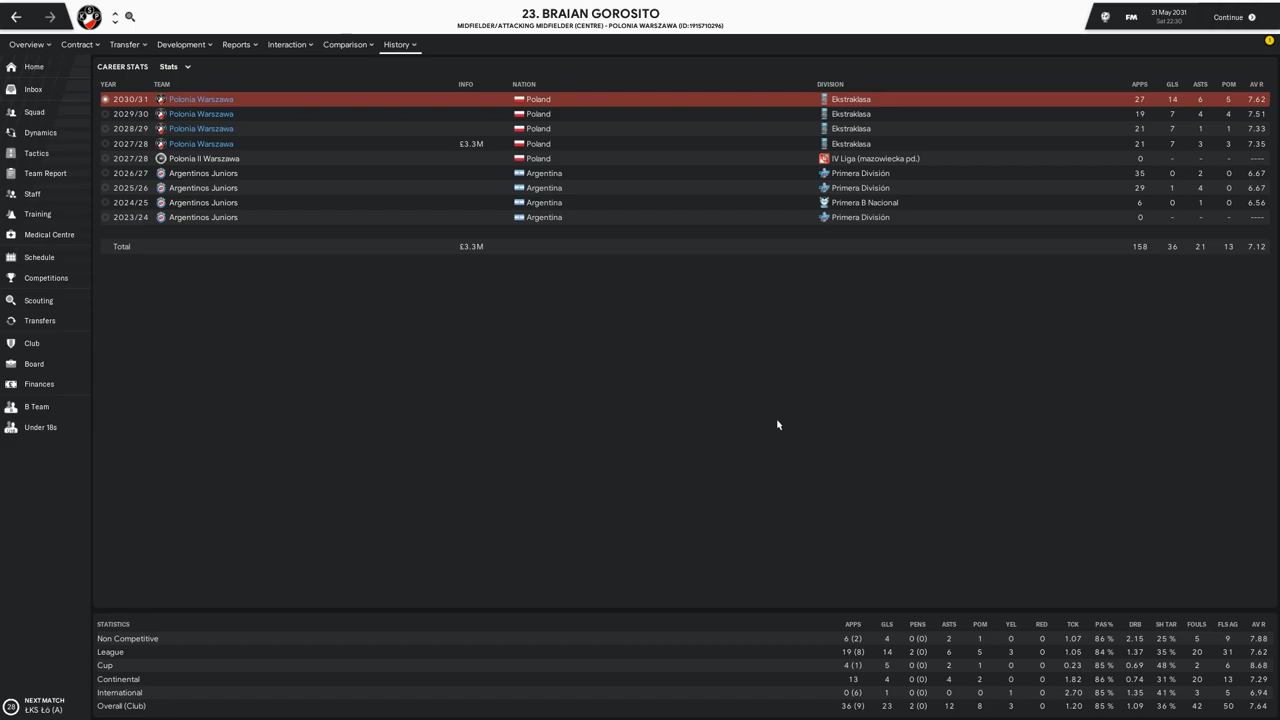 23. BRAIAN GOROSITO
MIDFIELDER/ATTACKING MIDFIELDER (CENTRE) - POLONIA WARSZAWA (ID:1915710296)
FM
31 May 2031
Sat 22:30
Continue
Overview Contract Transfer Development Reports Interaction Comparison History
1
Home
Inbox
Squad
Dynamics
Tactics
Team Report
Staff
Training
Medical Centre
Schedule
Competitions
Scouting
Transfers
Club
Board
Finances
B Team
Under 18s
28 NEXT MATCH
ŁKS Łó (A)
CAREER STATS Stats
YEAR TEAM INFO NATION DIVISION APPS GLS ASTS POM AV R
2030/31 Polonia Warszawa Poland Ekstraklasa 27 14 6 5 7.62
2029/30 Polonia Warszawa Poland Ekstraklasa 19 7 4 4 7.51
2028/29 Polonia Warszawa Poland Ekstraklasa 21 7 1 1 7.33
2027/28 Polonia Warszawa £3.3M Poland Ekstraklasa 21 7 3 3 7.35
2027/28 Polonia II Warszawa Poland IV Liga (mazowiecka pd.) 0 - - - ----
2026/27 Argentinos Juniors Argentina Primera División 35 0 2 0 6.67
2025/26 Argentinos Juniors Argentina Primera División 29 1 4 0 6.67
2024/25 Argentinos Juniors Argentina Primera B Nacional 6 0 1 0 6.56
2023/24 Argentinos Juniors Argentina Primera División 0 - - - ----
Total £3.3M 158 36 21 13 7.12
STATISTICS APPS GLS PENS ASTS POM YEL RED TCK PAS % DRB SH TAR FOULS FLS AG AV R
Non Competitive 6 (2) 4 0 (0) 2 1 0 0 1.07 86 % 2.15 25 % 5 9 7.88
League 19 (8) 14 2 (0) 6 5 3 0 1.05 84 % 1.37 35 % 20 31 7.62
Cup 4 (1) 5 0 (0) 2 1 0 0 0.23 85 % 0.69 48 % 2 6 8.68
Continental 13 4 0 (0) 4 2 0 0 1.82 86 % 0.74 31 % 20 13 7.29
International 0 (6) 1 0 (0) 0 0 1 0 2.70 85 % 1.35 41 % 3 5 6.94
Overall (Club) 36 (9) 23 2 (0) 12 8 3 0 1.20 85 % 1.09 36 % 42 50 7.64